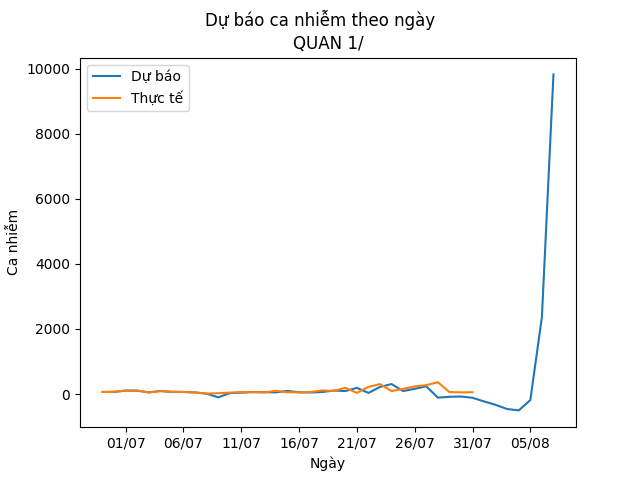 Dự báo ca nhiễm theo ngày
QUAN 1/
Dự báo
Thực tế
10000
8000
6000
4000
2000
0
Ca nhiễm
01/07 06/07 11/07 16/07 21/07 26/07 31/07 05/08
Ngày